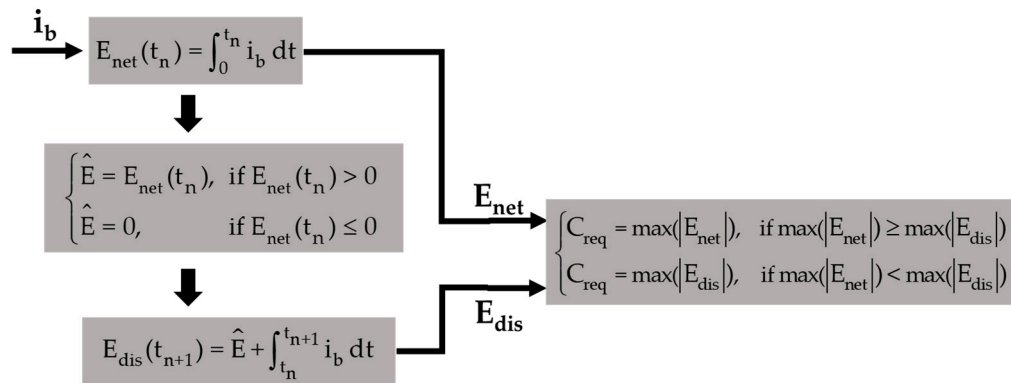 i_b
E_net(t_n) = ∫_0^{t_n} i_b dt
{ Ê = E_net(t_n), if E_net(t_n) > 0
Ê = 0, if E_net(t_n) ≤ 0
E_dis(t_{n+1}) = Ê + ∫_{t_n}^{t_{n+1}} i_b dt
E_net
E_dis
{ C_req = max(|E_net|), if max(|E_net|) ≥ max(|E_dis|)
C_req = max(|E_dis|), if max(|E_net|) < max(|E_dis|)